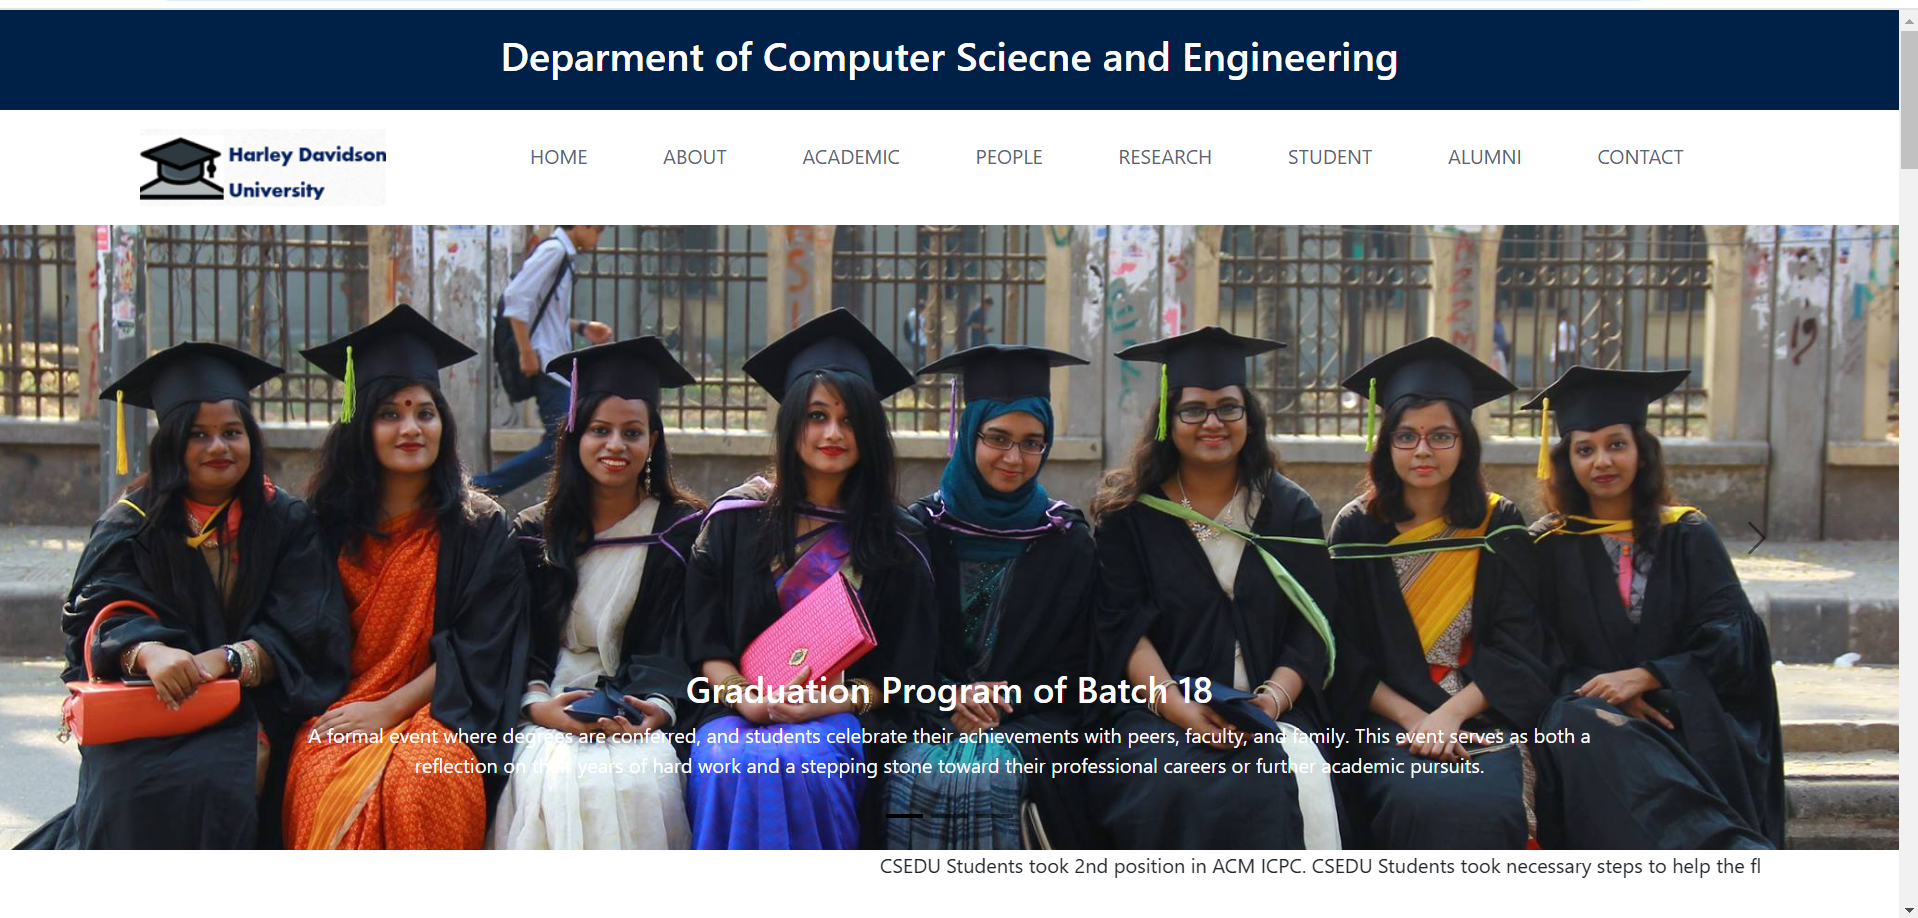 Deparment of Computer Sciecne and Engineering
Harley Davidson
University
HOME ABOUT ACADEMIC PEOPLE RESEARCH STUDENT ALUMNI CONTACT
Graduation Program of Batch 18
A formal event where degrees are conferred, and students celebrate their achievements with peers, faculty, and family. This event serves as both a
reflection on their years of hard work and a stepping stone toward their professional careers or further academic pursuits.
CSEDU Students took 2nd position in ACM ICPC. CSEDU Students took necessary steps to help the fl